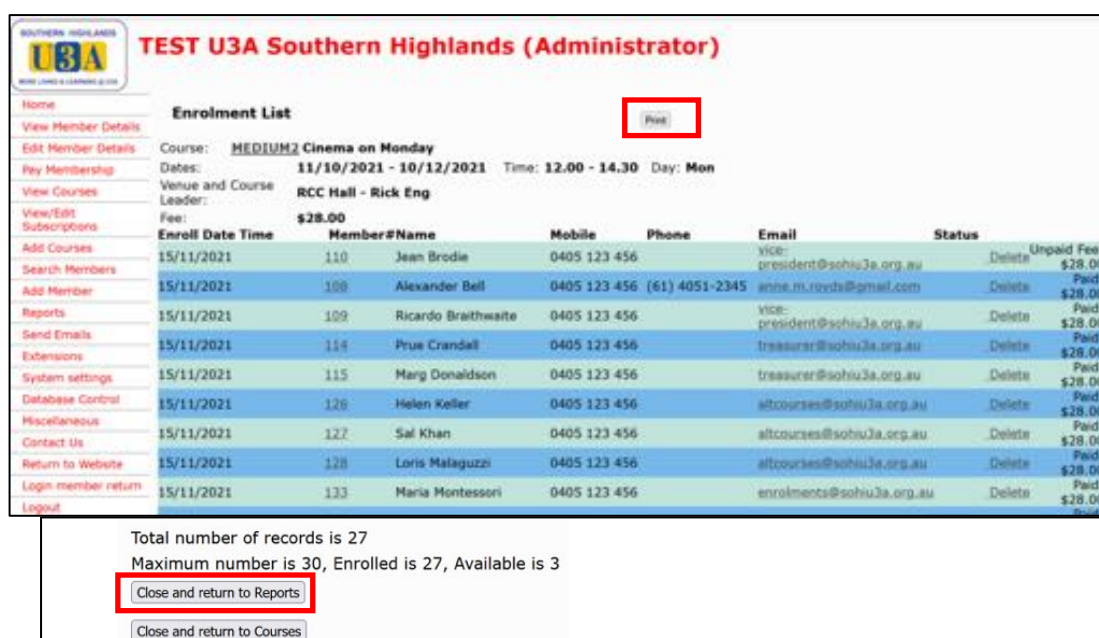 SOUTHERN HIGHLANDS
U3A
TEST U3A Southern Highlands (Administrator)
Home
View Member Details
Edit Member Details
Pay Membership
View Courses
View/Edit
Subscriptions
Add Courses
Search Members
Add Member
Reports
Send Emails
Extensions
System settings
Database Control
Miscellaneous
Contact Us
Return to Website
Login member return
Logout
Enrolment List
Print
Course: MEDIUM2 Cinema on Monday
Dates: 11/10/2021 - 10/12/2021 Time: 12.00 - 14.30 Day: Mon
Venue and Course
Leader: RCC Hall - Rick Eng
Fee: $28.00
Enroll Date Time Member#Name Mobile Phone Email Status
15/11/2021 110 Jean Brodie 0405 123 456 vice-president@sohiu3a.org.au Delete Unpaid Fee $28.00
15/11/2021 108 Alexander Bell 0405 123 456 (61) 4051-2345 anne.m.royds@gmail.com Delete Paid $28.00
15/11/2021 109 Ricardo Braithwaite 0405 123 456 vice-president@sohiu3a.org.au Delete Paid $28.00
15/11/2021 114 Prue Crandall 0405 123 456 treasurer@sohiu3a.org.au Delete Paid $28.00
15/11/2021 115 Marg Donaldson 0405 123 456 treasurer@sohiu3a.org.au Delete Paid $28.00
15/11/2021 126 Helen Keller 0405 123 456 altcourses@sohiu3a.org.au Delete Paid $28.00
15/11/2021 127 Sal Khan 0405 123 456 altcourses@sohiu3a.org.au Delete Paid $28.00
15/11/2021 128 Loris Malaguzzi 0405 123 456 altcourses@sohiu3a.org.au Delete Paid $28.00
15/11/2021 133 Maria Montessori 0405 123 456 enrolments@sohiu3a.org.au Delete Paid $28.00
Total number of records is 27
Maximum number is 30, Enrolled is 27, Available is 3
Close and return to Reports
Close and return to Courses